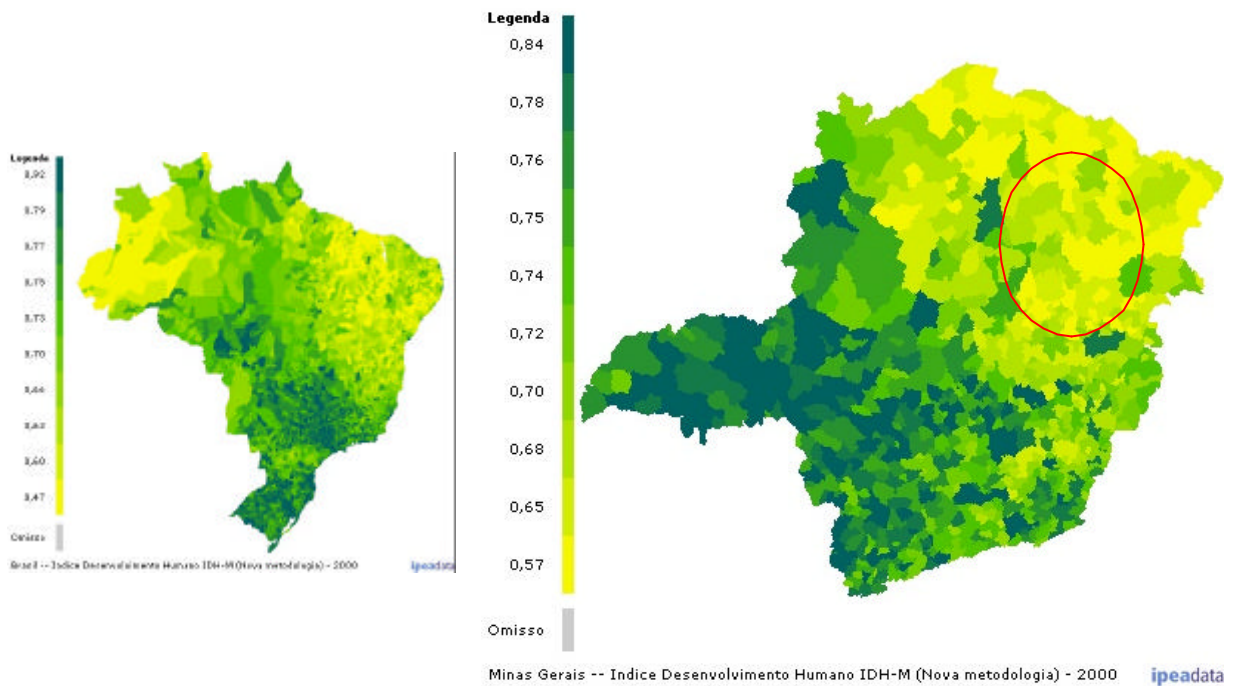 Legenda
0,92
0,79
0,77
0,75
0,73
0,70
0,62
0,60
0,47
Omisso
Brasil -- Indice Desenvolvimento Humano IDH-M (Nova metodologia) - 2000
ipeadata
Legenda
0,84
0,78
0,76
0,75
0,74
0,72
0,70
0,68
0,65
0,57
Omisso
Minas Gerais -- Indice Desenvolvimento Humano IDH-M (Nova metodologia) - 2000
ipeadata